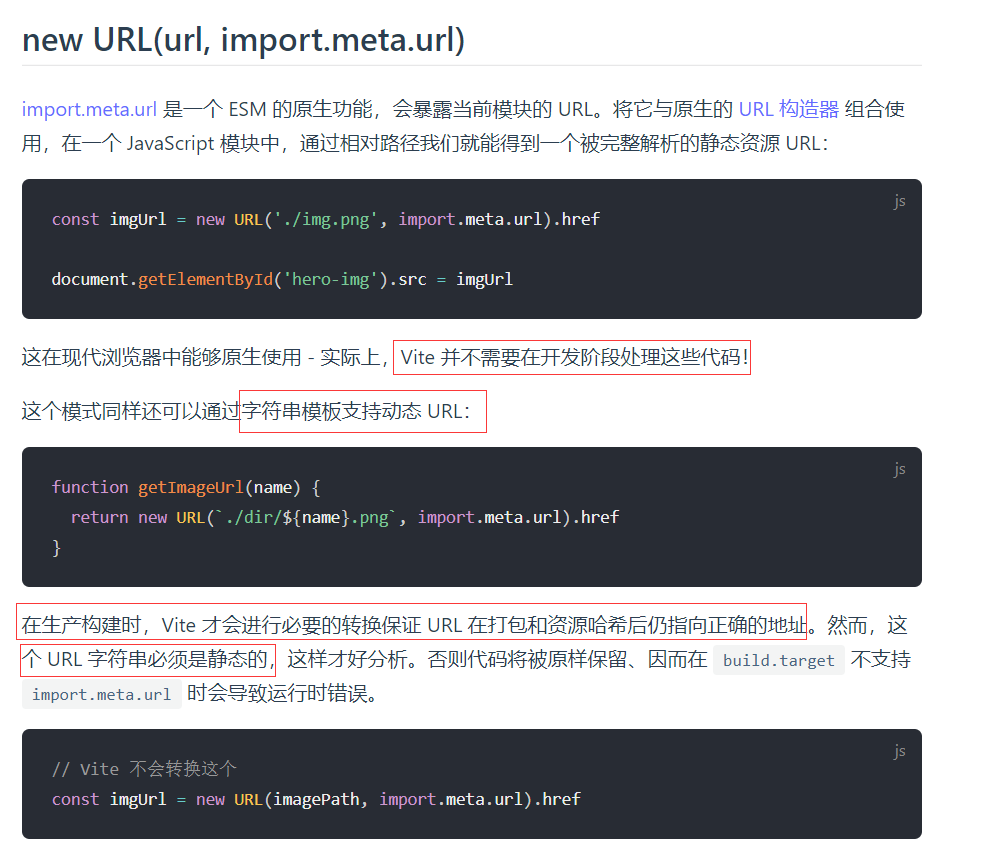 new URL(url, import.meta.url)
import.meta.url 是一个 ESM 的原生功能，会暴露当前模块的 URL。将它与原生的 URL 构造器 组合使
用，在一个 JavaScript 模块中，通过相对路径我们就能得到一个被完整解析的静态资源 URL：
js
const imgUrl = new URL('./img.png', import.meta.url).href
document.getElementById('hero-img').src = imgUrl
这在现代浏览器中能够原生使用 - 实际上，Vite 并不需要在开发阶段处理这些代码！
这个模式同样还可以通过字符串模板支持动态 URL：
js
function getImageUrl(name) {
  return new URL(`./dir/${name}.png`, import.meta.url).href
}
在生产构建时，Vite 才会进行必要的转换保证 URL 在打包和资源哈希后仍指向正确的地址。然而，这
个 URL 字符串必须是静态的，这样才好分析。否则代码将被原样保留、因而在 build.target 不支持
import.meta.url 时会导致运行时错误。
js
// Vite 不会转换这个
const imgUrl = new URL(imagePath, import.meta.url).href